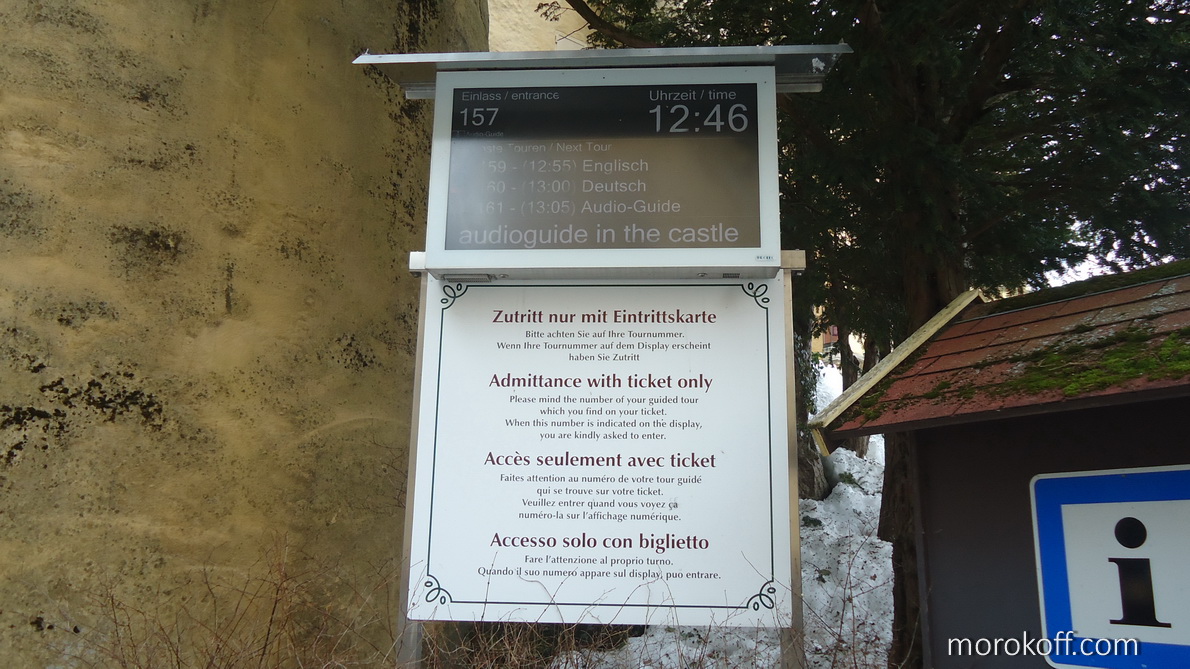 Einlass / entrance
157
Uhrzeit / time
12:46
Audio-Guide
Touren / Next Tour
59 - (12:55) Englisch
60 - (13:00) Deutsch
61 - (13:05) Audio-Guide
audioguide in the castle
Zutritt nur mit Eintrittskarte
Bitte achten Sie auf Ihre Tournummer.
Wenn Ihre Tournummer auf dem Display erscheint
haben Sie Zutritt
Admittance with ticket only
Please mind the number of your guided tour
which you find on your ticket.
When this number is indicated on the display,
you are kindly asked to enter.
Accès seulement avec ticket
Faites attention au numéro de votre tour guidé
qui se trouve sur votre ticket.
Veuillez entrer quand vous voyez ça
numéro-la sur l'affichage numérique.
Accesso solo con biglietto
Fare l'attenzione al proprio turno.
Quando il suo numero appare sul display, puo entrare.
i
morokoff.com